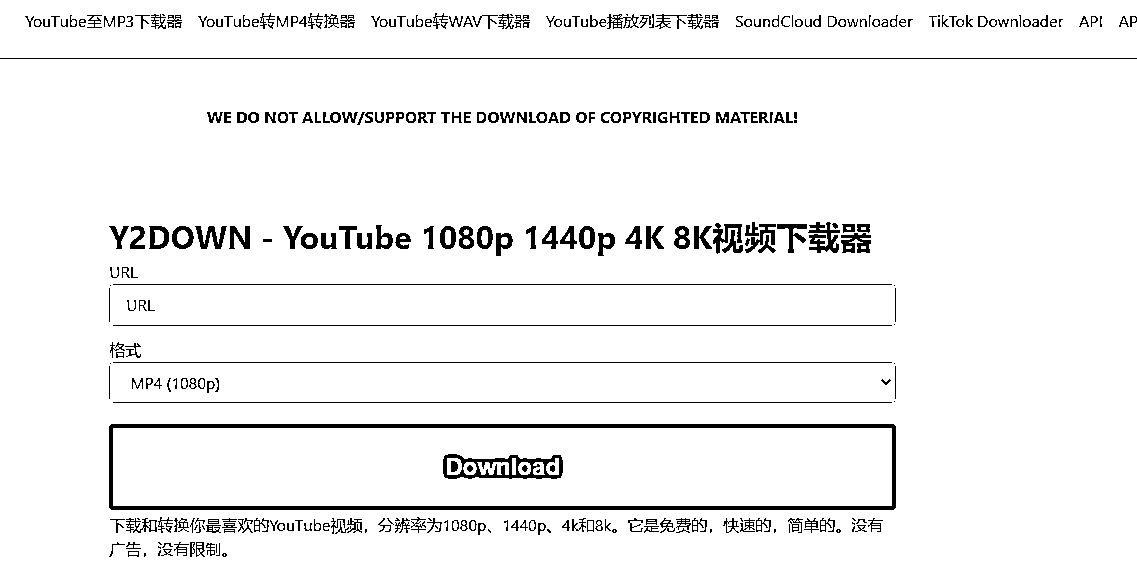 YouTube至MP3下载器 YouTube转MP4转换器 YouTube转WAV下载器 YouTube播放列表下载器 SoundCloud Downloader TikTok Downloader API AP
WE DO NOT ALLOW/SUPPORT THE DOWNLOAD OF COPYRIGHTED MATERIAL!
Y2DOWN - YouTube 1080p 1440p 4K 8K视频下载器
URL
URL
格式
MP4 (1080p)
Download
下载和转换你最喜欢的YouTube视频，分辨率为1080p、1440p、4k和8k。它是免费的，快速的，简单的。没有
广告，没有限制。